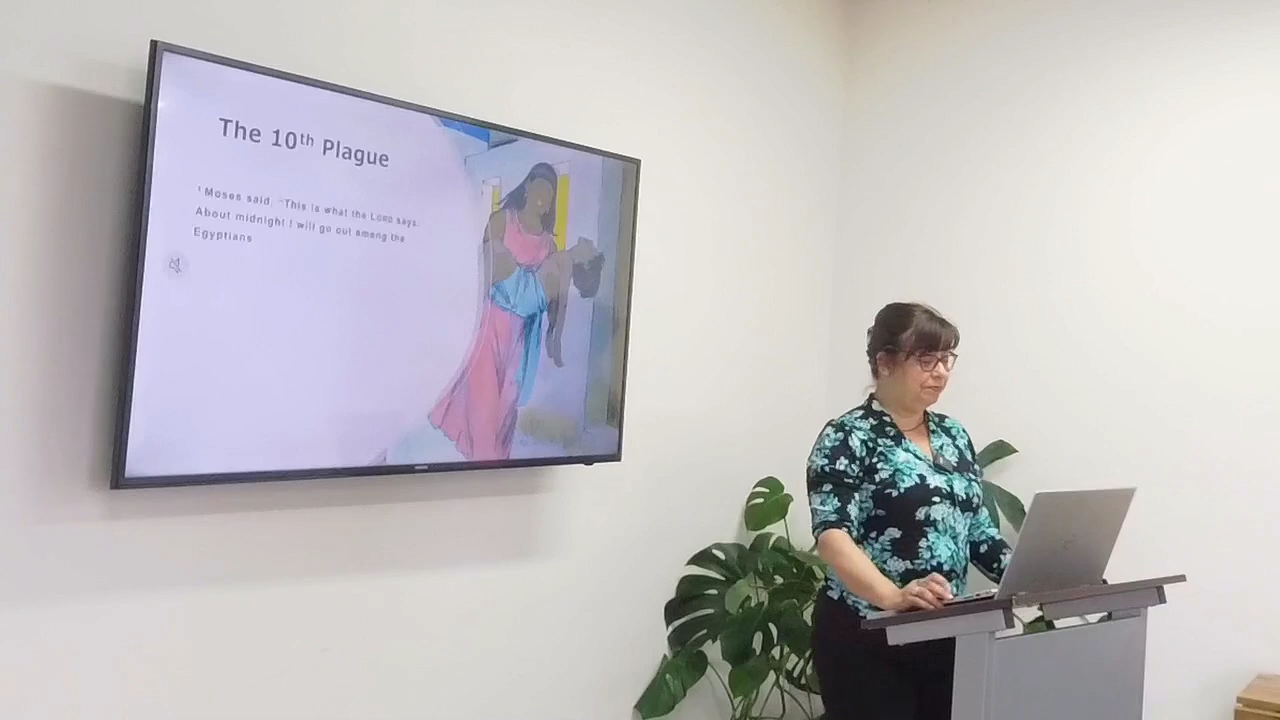 The 10th Plague
⁴ Moses said, "This is what the LORD says:
About midnight I will go out among the
Egyptians